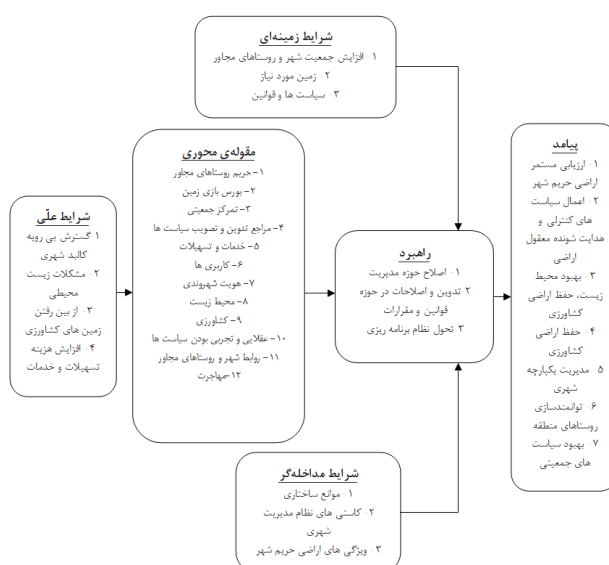 شرایط زمینه‌ای
۱- افزایش جمعیت شهر و روستاهای مجاور
۲- زمین مورد نیاز
۳- سیاست ها و قوانین
مقوله‌ی محوری
۱- حریم روستاهای مجاور
۲- بورس بازی زمین
۳- تمرکز جمعیتی
۴- مراجع تدوین و تصویب سیاست ها
۵- خدمات و تسهیلات
۶- کاربری ها
۷- هویت شهروندی
۸- محیط زیست
۹- کشاورزی
۱۰- عقلایی و تجربی بودن سیاست ها
۱۱- روابط شهر و روستاهای مجاور
۱۲- مهاجرت
شرایط علّی
۱ گسترش بی رویه
کالبد شهری
۲- مشکلات زیست
محیطی
۳- از بین رفتن
زمین های کشاورزی
۴- افزایش هزینه
تسهیلات و خدمات
راهبرد
۱- اصلاح حوزه مدیریت
۲- تدوین و اصلاحات در حوزه
قوانین و مقرارات
۳ تحول نظام برنامه ریزی
پیامد
۱- ارزیابی مستمر
اراضی حریم شهر
۲- اعمال سیاست
های کنترلی و
هدایت شونده معقول
اراضی
۳- بهبود محیط
زیست، حفظ اراضی
کشاورزی
۴- حفظ اراضی
کشاورزی
۵ مدیریت یکپارچه
شهری
۶- توانمندسازی
روستاهای منطقه
۷- بهبود سیاست
های جمعیتی
شرایط مداخله‌گر
۱- موانع ساختاری
۲- کاستی های نظام مدیریت
شهری
۳- ویژگی های اراضی حریم شهر